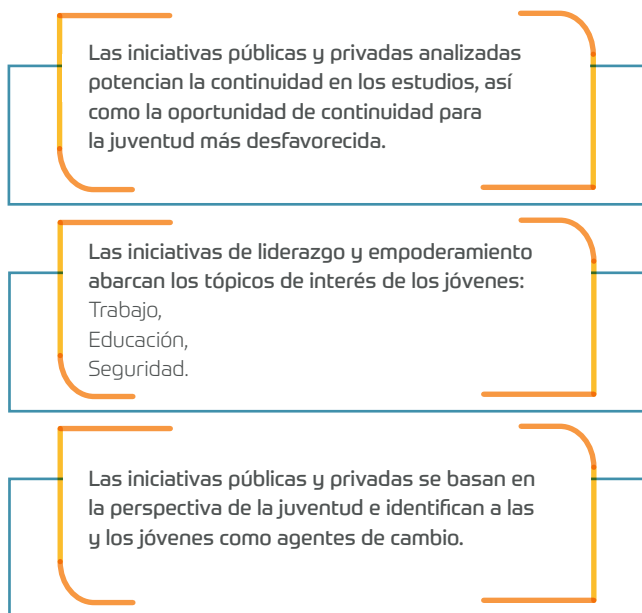 Las iniciativas públicas y privadas analizadas
potencian la continuidad en los estudios, así
como la oportunidad de continuidad para
la juventud más desfavorecida.
Las iniciativas de liderazgo y empoderamiento
abarcan los tópicos de interés de los jóvenes:
Trabajo,
Educación,
Seguridad.
Las iniciativas públicas y privadas se basan en
la perspectiva de la juventud e identifican a las
y los jóvenes como agentes de cambio.